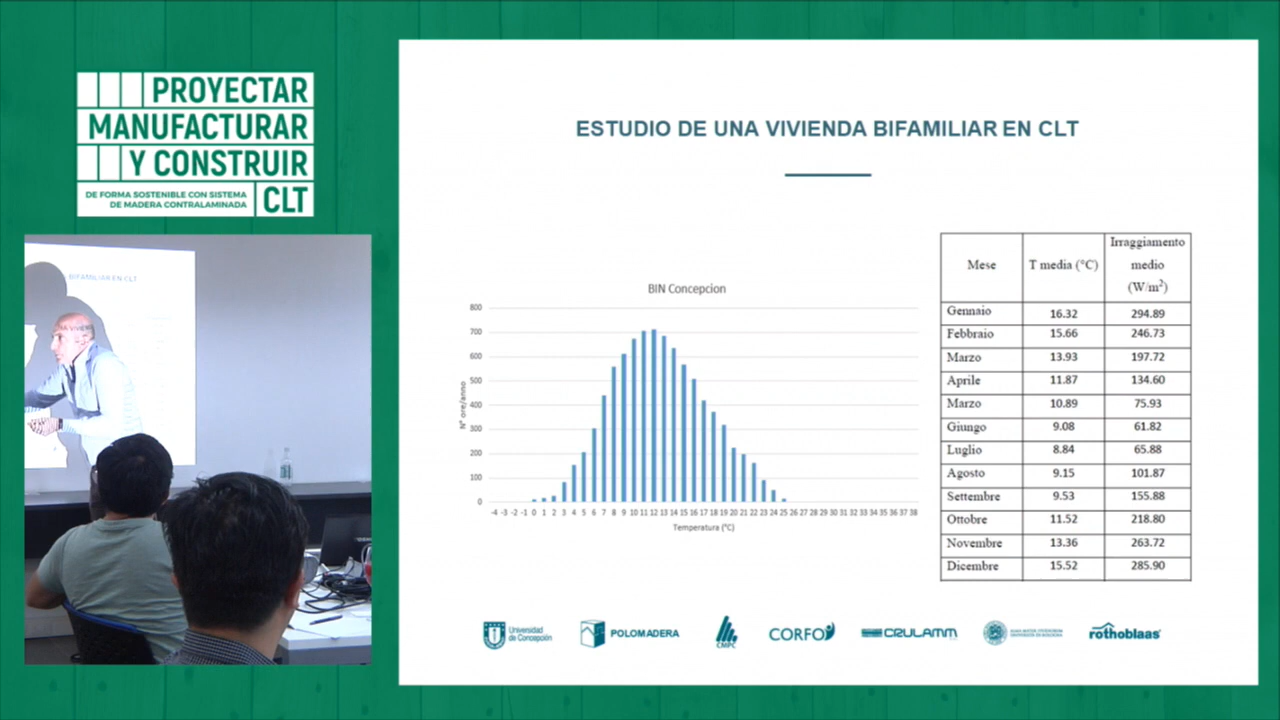 PROYECTAR
MANUFACTURAR
Y CONSTRUIR
DE FORMA SOSTENIBLE CON SISTEMA
DE MADERA CONTRALAMINADA
CLT
BIFAMILIAR EN CLT
ESTUDIO DE UNA VIVIENDA BIFAMILIAR EN CLT
BIN Concepcion
800
700
600
500
400
300
200
100
0
N° ore/anno
-4 -3 -2 -1 0 1 2 3 4 5 6 7 8 9 10 11 12 13 14 15 16 17 18 19 20 21 22 23 24 25 26 27 28 29 30 31 32 33 34 35 36 37 38
Temperatura (°C)
Mese T media (°C) Irraggiamento medio (W/m²)
Gennaio 16.32 294.89
Febbraio 15.66 246.73
Marzo 13.93 197.72
Aprile 11.87 134.60
Marzo 10.89 75.93
Giungo 9.08 61.82
Luglio 8.84 65.88
Agosto 9.15 101.87
Settembre 9.53 155.88
Ottobre 11.52 218.80
Novembre 13.36 263.72
Dicembre 15.52 285.90
Universidad
de Concepción
POLOMADERA
CMPC
CORFO
CRULAMM
rothoblaas